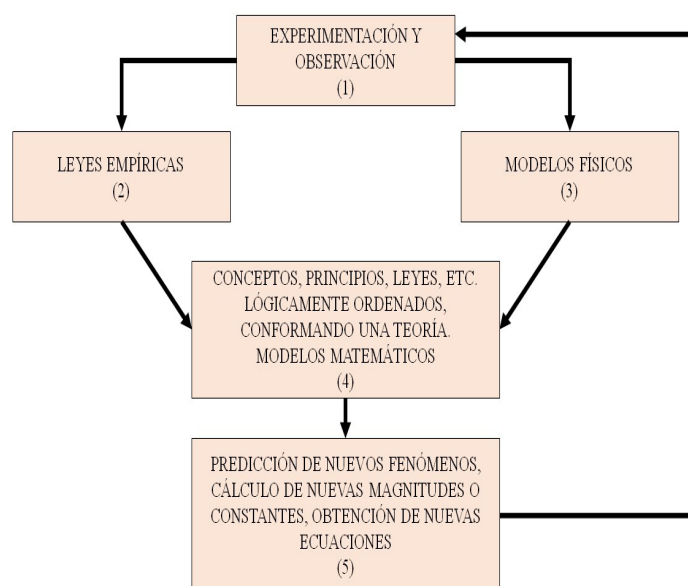 EXPERIMENTACIÓN Y
OBSERVACIÓN
(1)
LEYES EMPÍRICAS
(2)
MODELOS FÍSICOS
(3)
CONCEPTOS, PRINCIPIOS, LEYES, ETC.
LÓGICAMENTE ORDENADOS,
CONFORMANDO UNA TEORÍA.
MODELOS MATEMÁTICOS
(4)
PREDICCIÓN DE NUEVOS FENÓMENOS,
CÁLCULO DE NUEVAS MAGNITUDES O
CONSTANTES, OBTENCIÓN DE NUEVAS
ECUACIONES
(5)